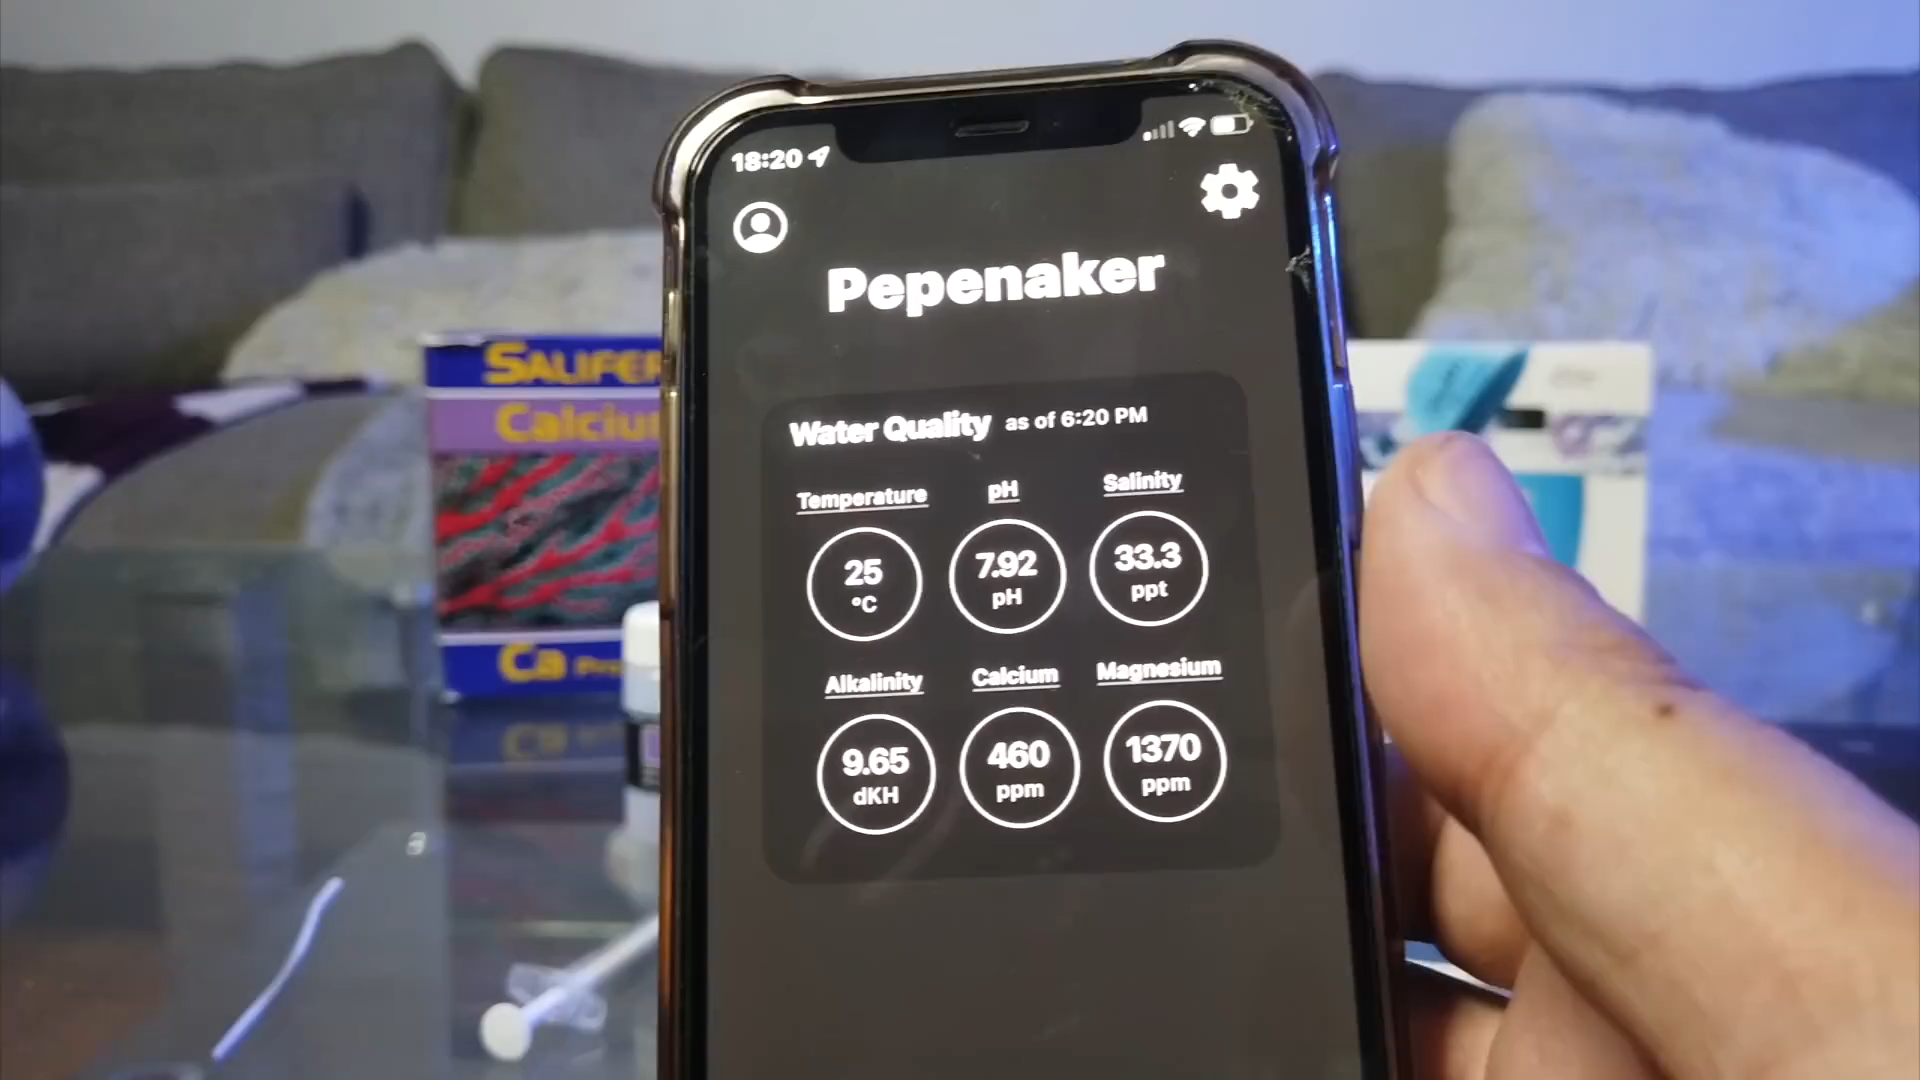 18:20
Pepenaker
Water Quality as of 6:20 PM
Temperature pH Salinity
25 7.92 33.3
°C pH ppt
Alkalinity Calcium Magnesium
9.65 460 1370
dKH ppm ppm
SALIFER
Calciu
Ca